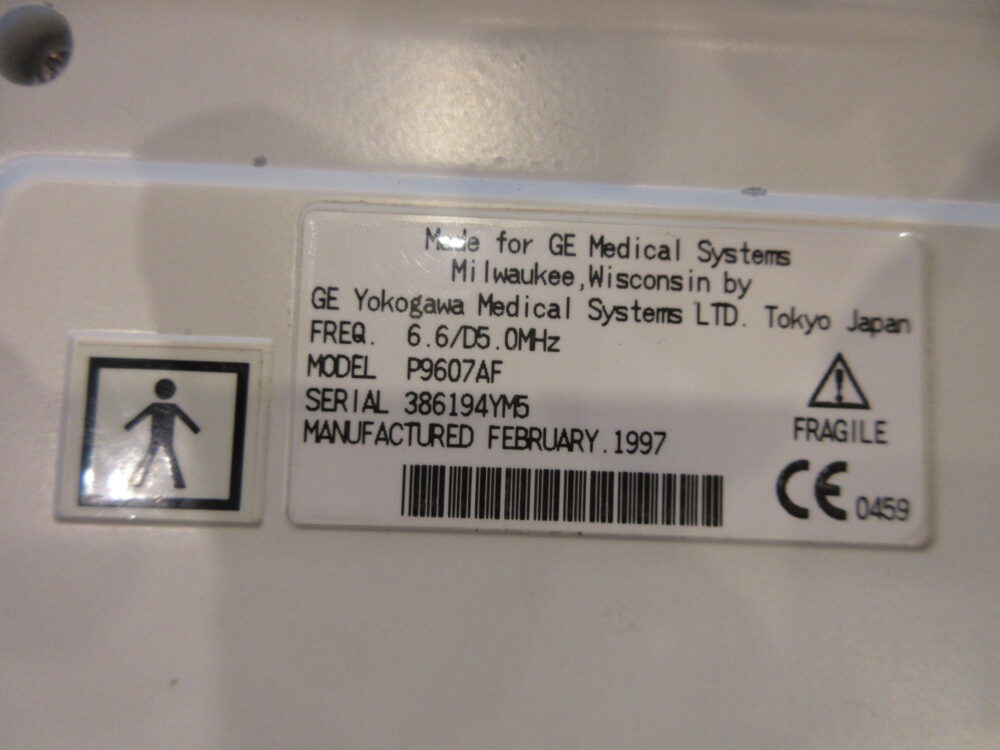 Made for GE Medical Systems
Milwaukee,Wisconsin by
GE Yokogawa Medical Systems LTD. Tokyo Japan
FREQ. 6.6/D5.0MHz
MODEL P9607AF
SERIAL 386194YM5
MANUFACTURED FEBRUARY.1997
FRAGILE
CE 0459